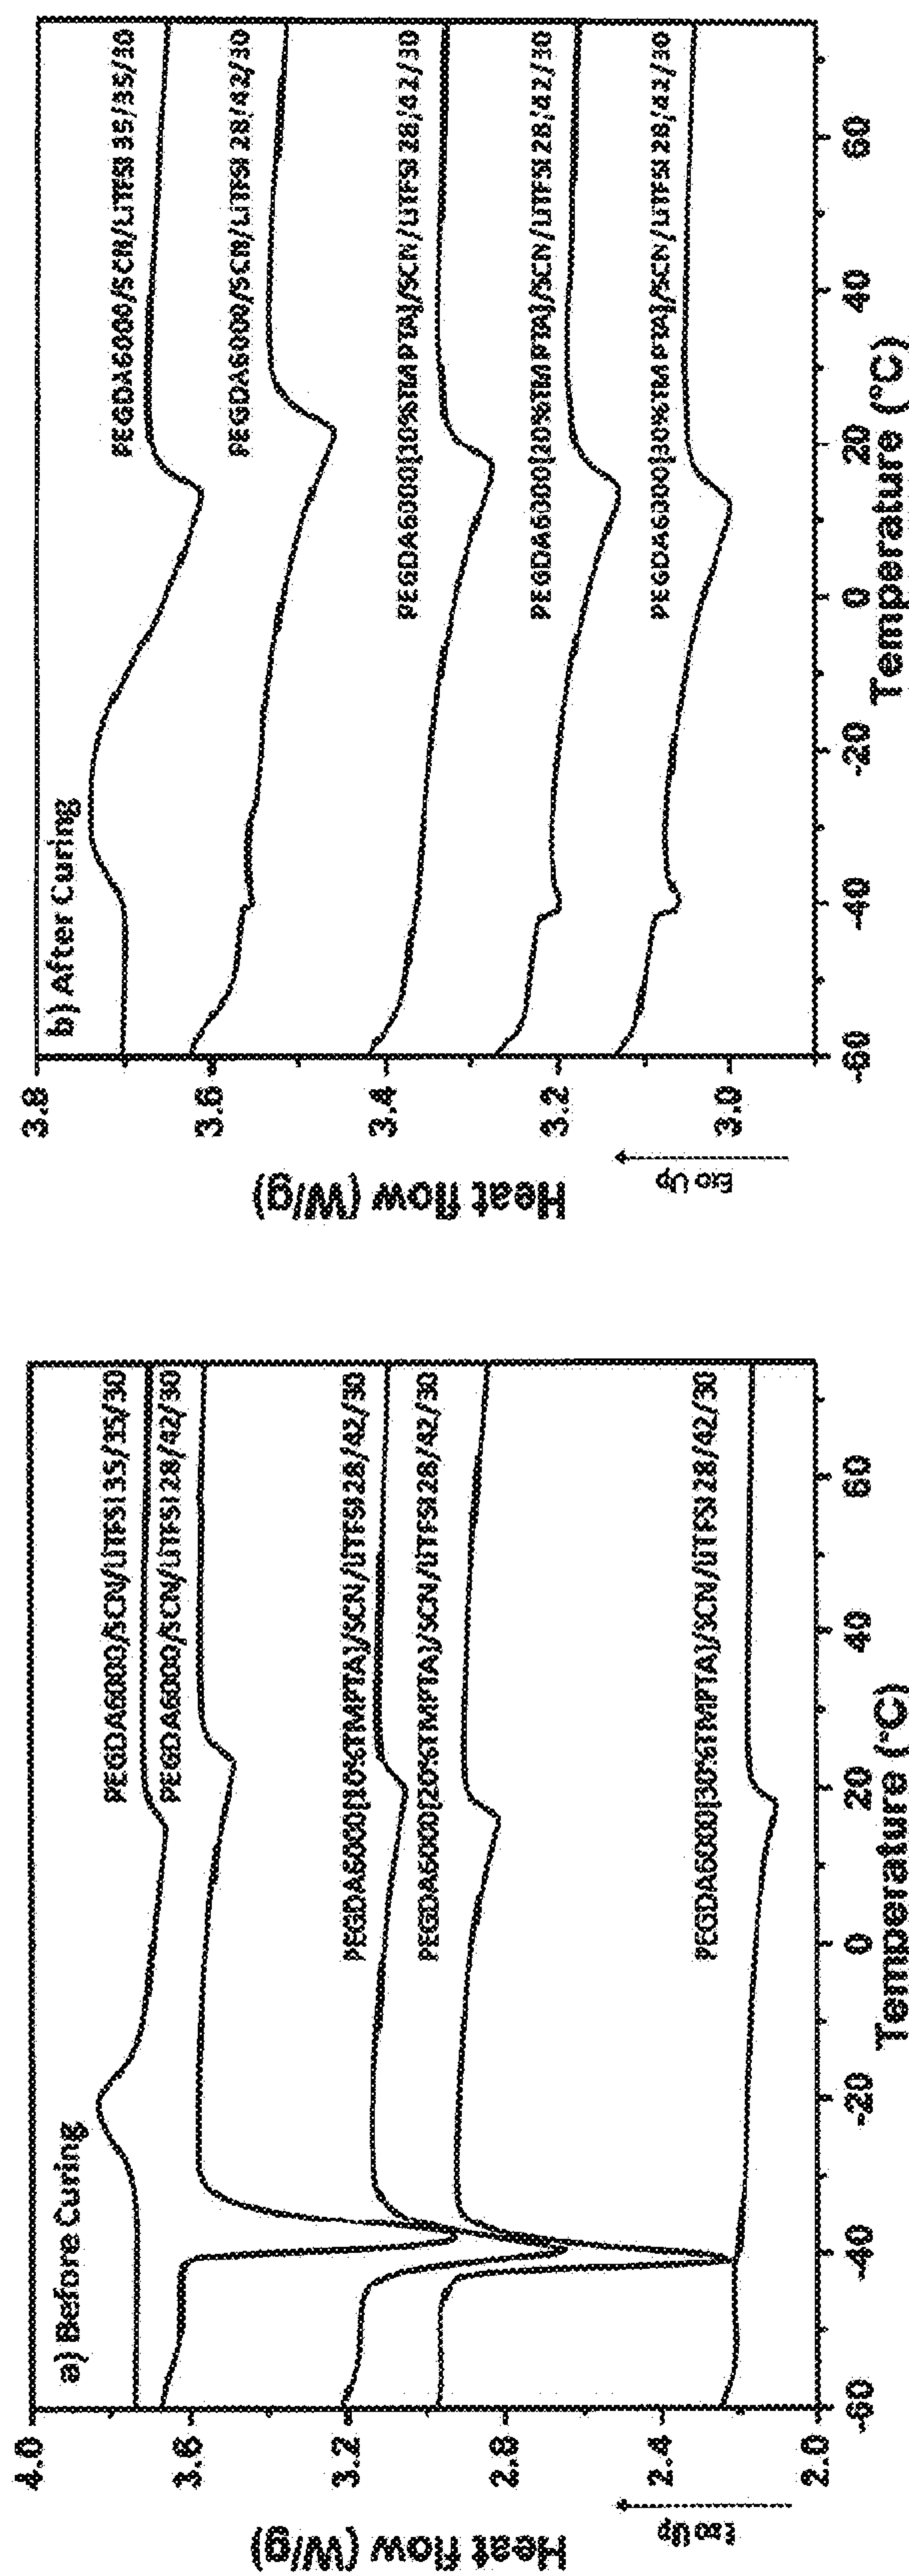 a) Before Curing
PEGDA6000/SCN/LiTFSI 35/35/30
PEGDA6000/SCN/LiTFSI 28/42/30
PEGDA6000[10%TMPTA]/SCN/LiTFSI 28/42/30
PEGDA6000[20%TMPTA]/SCN/LiTFSI 28/42/30
PEGDA6000[30%TMPTA]/SCN/LiTFSI 28/42/30
4.0
3.6
3.2
2.8
2.4
2.0
Heat flow (W/g)
Exo Up
-60
-40
-20
0
20
40
60
Temperature (°C)
b) After Curing
PEGDA6000/SCN/LiTFSI 35/35/30
PEGDA6000/SCN/LiTFSI 28/42/30
PEGDA6000[10%TMPTA]/SCN/LiTFSI 28/42/30
PEGDA6000[20%TMPTA]/SCN/LiTFSI 28/42/30
PEGDA6000[30%TMPTA]/SCN/LiTFSI 28/42/30
3.8
3.6
3.4
3.2
3.0
Heat flow (W/g)
Exo Up
-60
-40
-20
0
20
40
60
Temperature (°C)